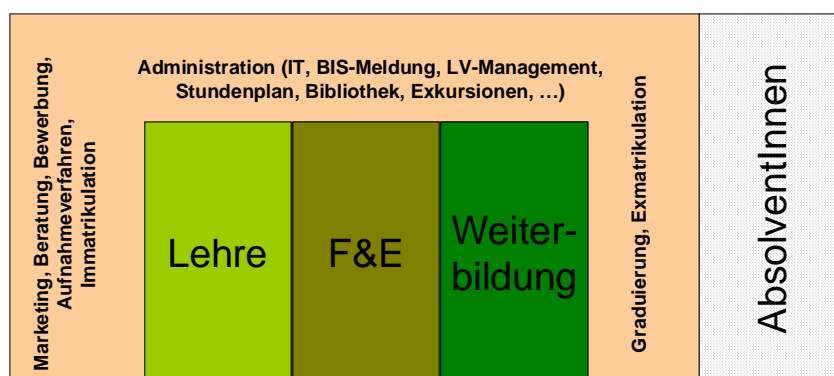 Marketing, Beratung, Bewerbung,
Aufnahmeverfahren,
Immatrikulation
Administration (IT, BIS-Meldung, LV-Management,
Stundenplan, Bibliothek, Exkursionen, …)
Lehre
F&E
Weiter-
bildung
Graduierung, Exmatrikulation
AbsolventInnen